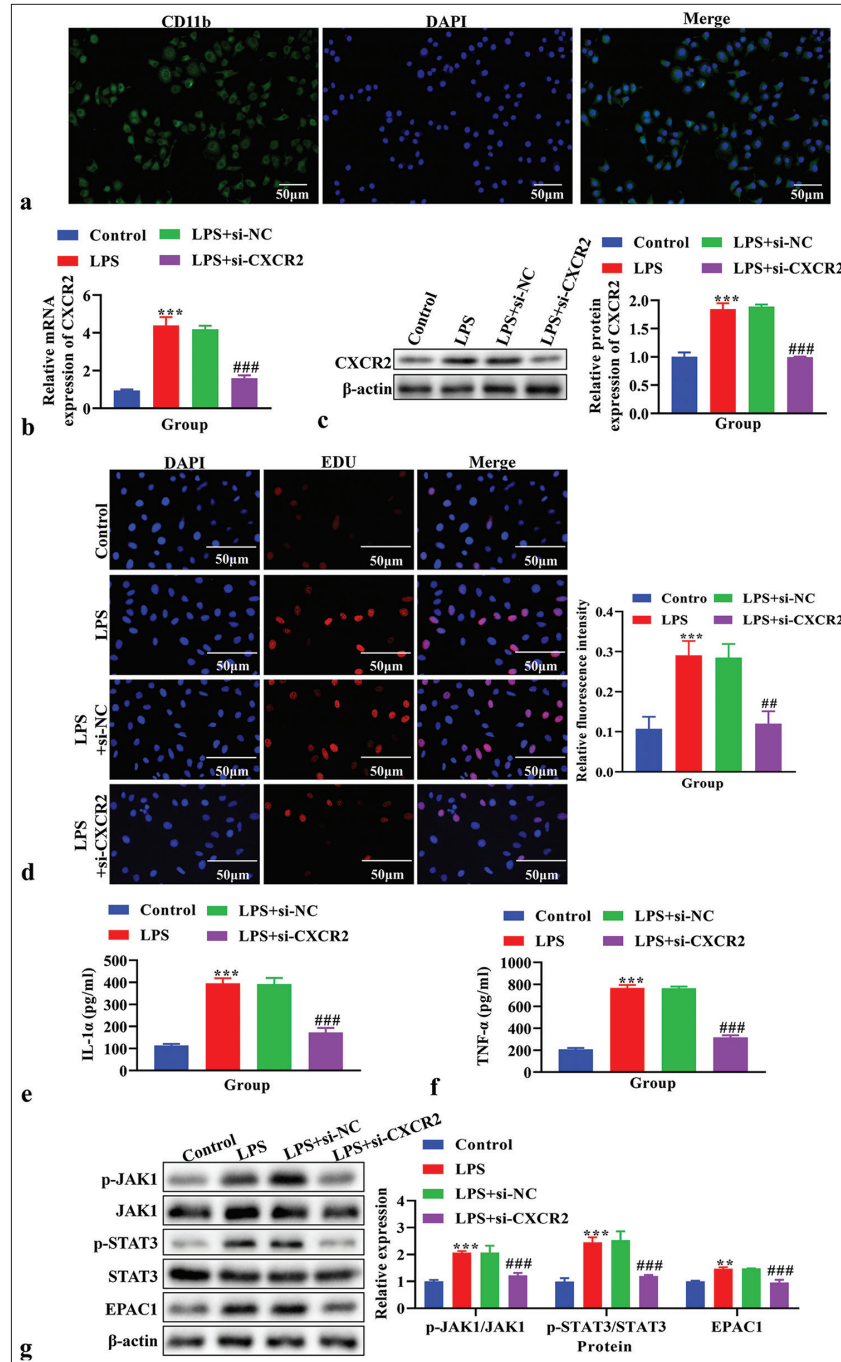 CD11b DAPI Merge
50μm 50μm 50μm
a
Control LPS+si-NC
LPS LPS+si-CXCR2
Relative mRNA
expression of CXCR2
6
4
2
0
***
###
Group
b
Control LPS LPS+si-NC LPS+si-CXCR2
CXCR2
β-actin
c
Control LPS+si-NC
LPS LPS+si-CXCR2
Relative protein
expression of CXCR2
2.0
1.5
1.0
0.5
0.0
***
###
Group
DAPI EDU Merge
Control
50μm 50μm 50μm
LPS
50μm 50μm 50μm
LPS
+si-NC
50μm 50μm 50μm
LPS
+si-CXCR2
50μm 50μm 50μm
d
Contro LPS+si-NC
LPS LPS+si-CXCR2
Relative fluorescence intensity
0.4
0.3
0.2
0.1
0.0
***
##
Group
Control LPS+si-NC
LPS LPS+si-CXCR2
IL-1α (pg/ml)
500
400
300
200
100
0
***
###
Group
e
Control LPS+si-NC
LPS LPS+si-CXCR2
TNF-α (pg/ml)
1000
800
600
400
200
0
***
###
Group
f
Control LPS LPS+si-NC LPS+si-CXCR2
p-JAK1
JAK1
p-STAT3
STAT3
EPAC1
β-actin
g
Control
LPS
LPS+si-NC
LPS+si-CXCR2
Relative expression
4
3
2
1
0
*** ### *** ### ** ###
p-JAK1/JAK1 p-STAT3/STAT3 EPAC1
Protein